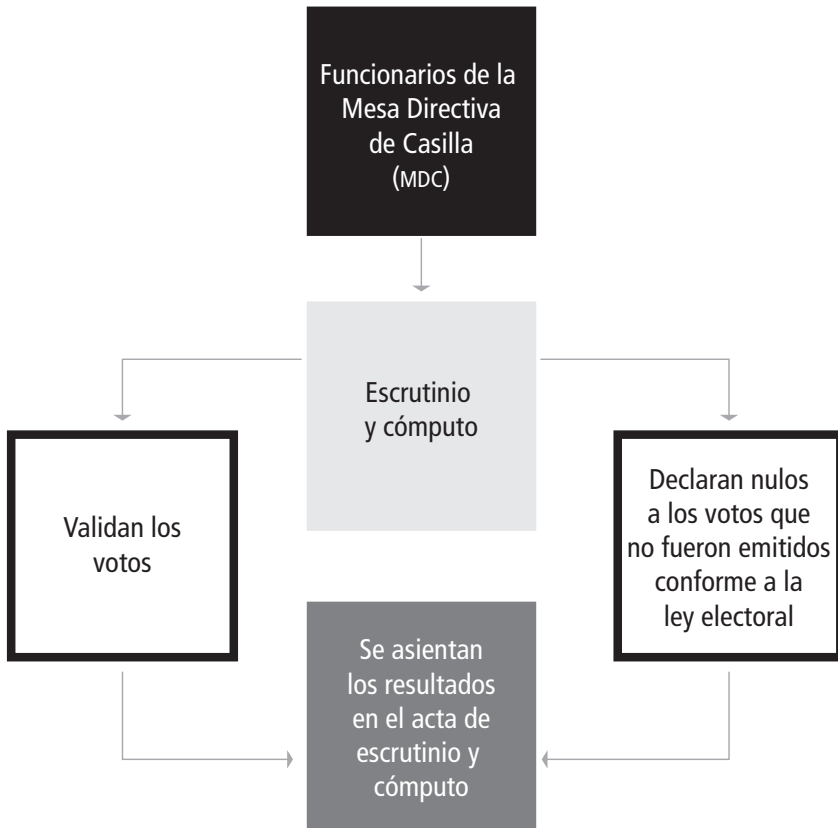 Funcionarios de la
Mesa Directiva
de Casilla
(MDC)
Escrutinio
y cómputo
Validan los
votos
Declaran nulos
a los votos que
no fueron emitidos
conforme a la
ley electoral
Se asientan
los resultados
en el acta de
escrutinio y
cómputo